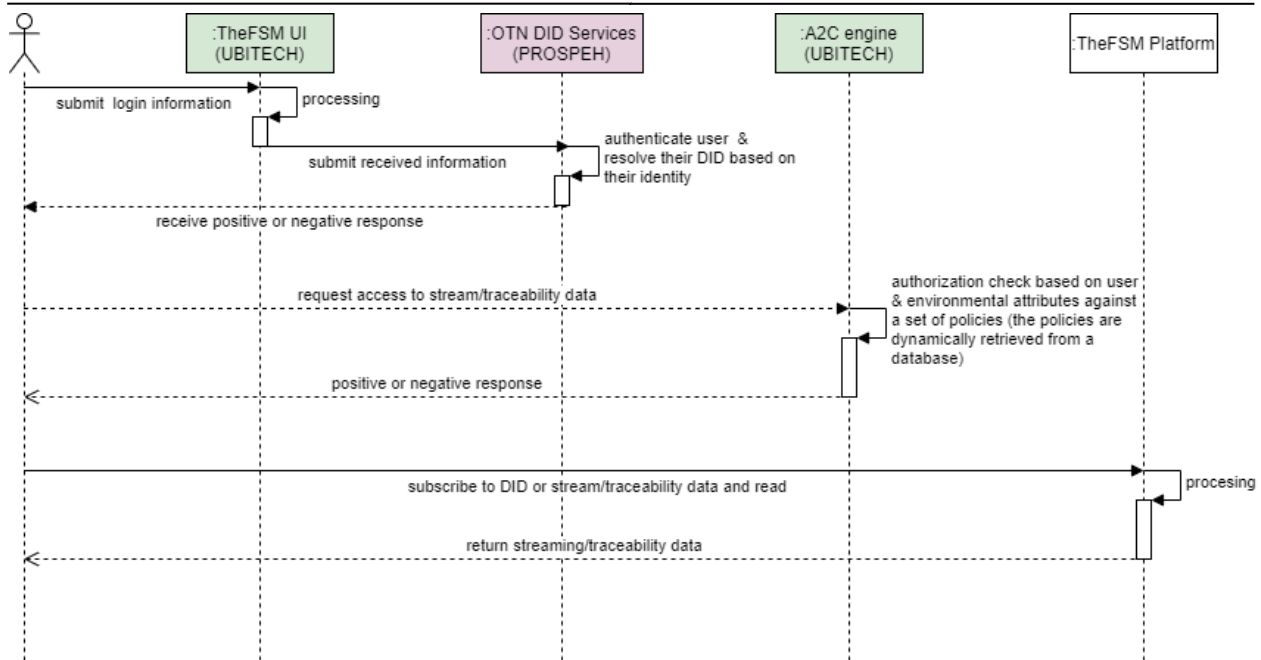 :TheFSM UI
(UBITECH)
:OTN DID Services
(PROSPEH)
:A2C engine
(UBITECH)
:TheFSM Platform
submit login information
processing
submit received information
authenticate user &
resolve their DID based on
their identity
receive positive or negative response
request access to stream/traceability data
authorization check based on user
& environmental attributes against
a set of policies (the policies are
dynamically retrieved from a
database)
positive or negative response
subscribe to DID or stream/traceability data and read
procesing
return streaming/traceability data